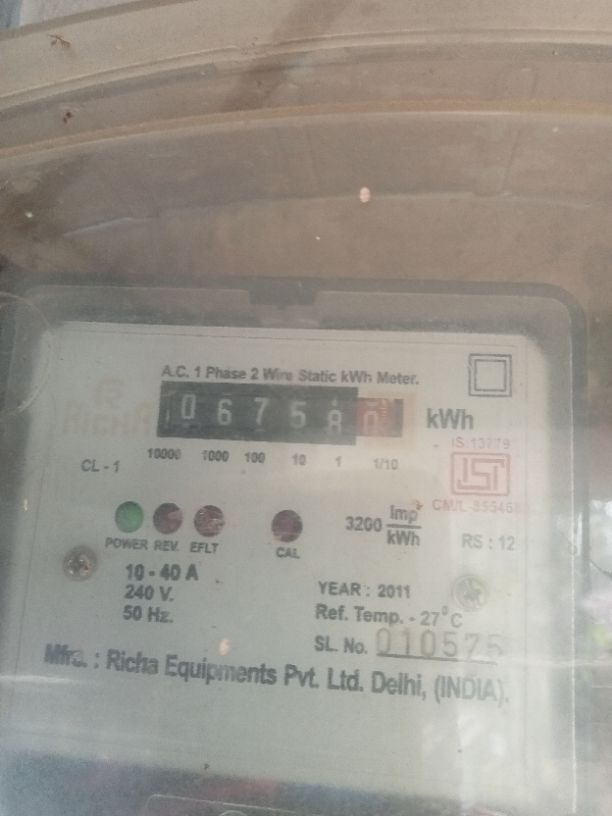 A.C. 1 Phase 2 Wire Static kWh Meter.
0 6 7 5 8 0 kWh
10000 1000 100 10 1 1/10
CL - 1
IS 13779
ISI
CM/L
3200 Imp/kWh
RS : 12
POWER REV. EFLT CAL
10 - 40 A
240 V.
50 Hz.
YEAR : 2011
Ref. Temp. - 27°C
SL. No. 010575
Mfrs. : Richa Equipments Pvt. Ltd. Delhi, (INDIA).